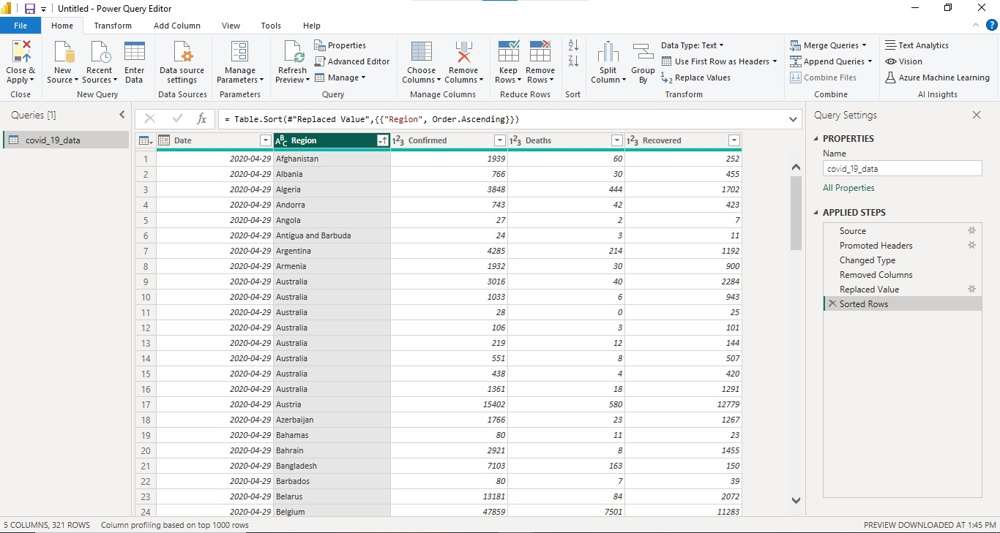 Untitled - Power Query Editor
File Home Transform Add Column View Tools Help
Close & Apply
Close
New Source
Recent Sources
Enter Data
New Query
Data source settings
Data Sources
Manage Parameters
Parameters
Refresh Preview
Properties
Advanced Editor
Manage
Query
Choose Columns
Remove Columns
Manage Columns
Keep Rows
Remove Rows
Reduce Rows
Sort
Split Column
Group By
Data Type: Text
Use First Row as Headers
Replace Values
Transform
Merge Queries
Append Queries
Combine Files
Combine
Text Analytics
Vision
Azure Machine Learning
AI Insights
Queries [1]
covid_19_data
fx
= Table.Sort(#"Replaced Value",{{"Region", Order.Ascending}})
Date Region Confirmed Deaths Recovered
1 2020-04-29 Afghanistan 1939 60 252
2 2020-04-29 Albania 766 30 455
3 2020-04-29 Algeria 3848 444 1702
4 2020-04-29 Andorra 743 42 423
5 2020-04-29 Angola 27 2 7
6 2020-04-29 Antigua and Barbuda 24 3 11
7 2020-04-29 Argentina 4285 214 1192
8 2020-04-29 Armenia 1932 30 900
9 2020-04-29 Australia 3016 40 2284
10 2020-04-29 Australia 1033 6 943
11 2020-04-29 Australia 28 0 25
12 2020-04-29 Australia 106 3 101
13 2020-04-29 Australia 219 12 144
14 2020-04-29 Australia 551 8 507
15 2020-04-29 Australia 438 4 420
16 2020-04-29 Australia 1361 18 1291
17 2020-04-29 Austria 15402 580 12779
18 2020-04-29 Azerbaijan 1766 23 1267
19 2020-04-29 Bahamas 80 11 23
20 2020-04-29 Bahrain 2921 8 1455
21 2020-04-29 Bangladesh 7103 163 150
22 2020-04-29 Barbados 80 7 39
23 2020-04-29 Belarus 13181 84 2072
24 2020-04-29 Belgium 47859 7501 11283
Query Settings
PROPERTIES
Name
covid_19_data
All Properties
APPLIED STEPS
Source
Promoted Headers
Changed Type
Removed Columns
Replaced Value
Sorted Rows
5 COLUMNS, 321 ROWS Column profiling based on top 1000 rows
PREVIEW DOWNLOADED AT 1:45 PM